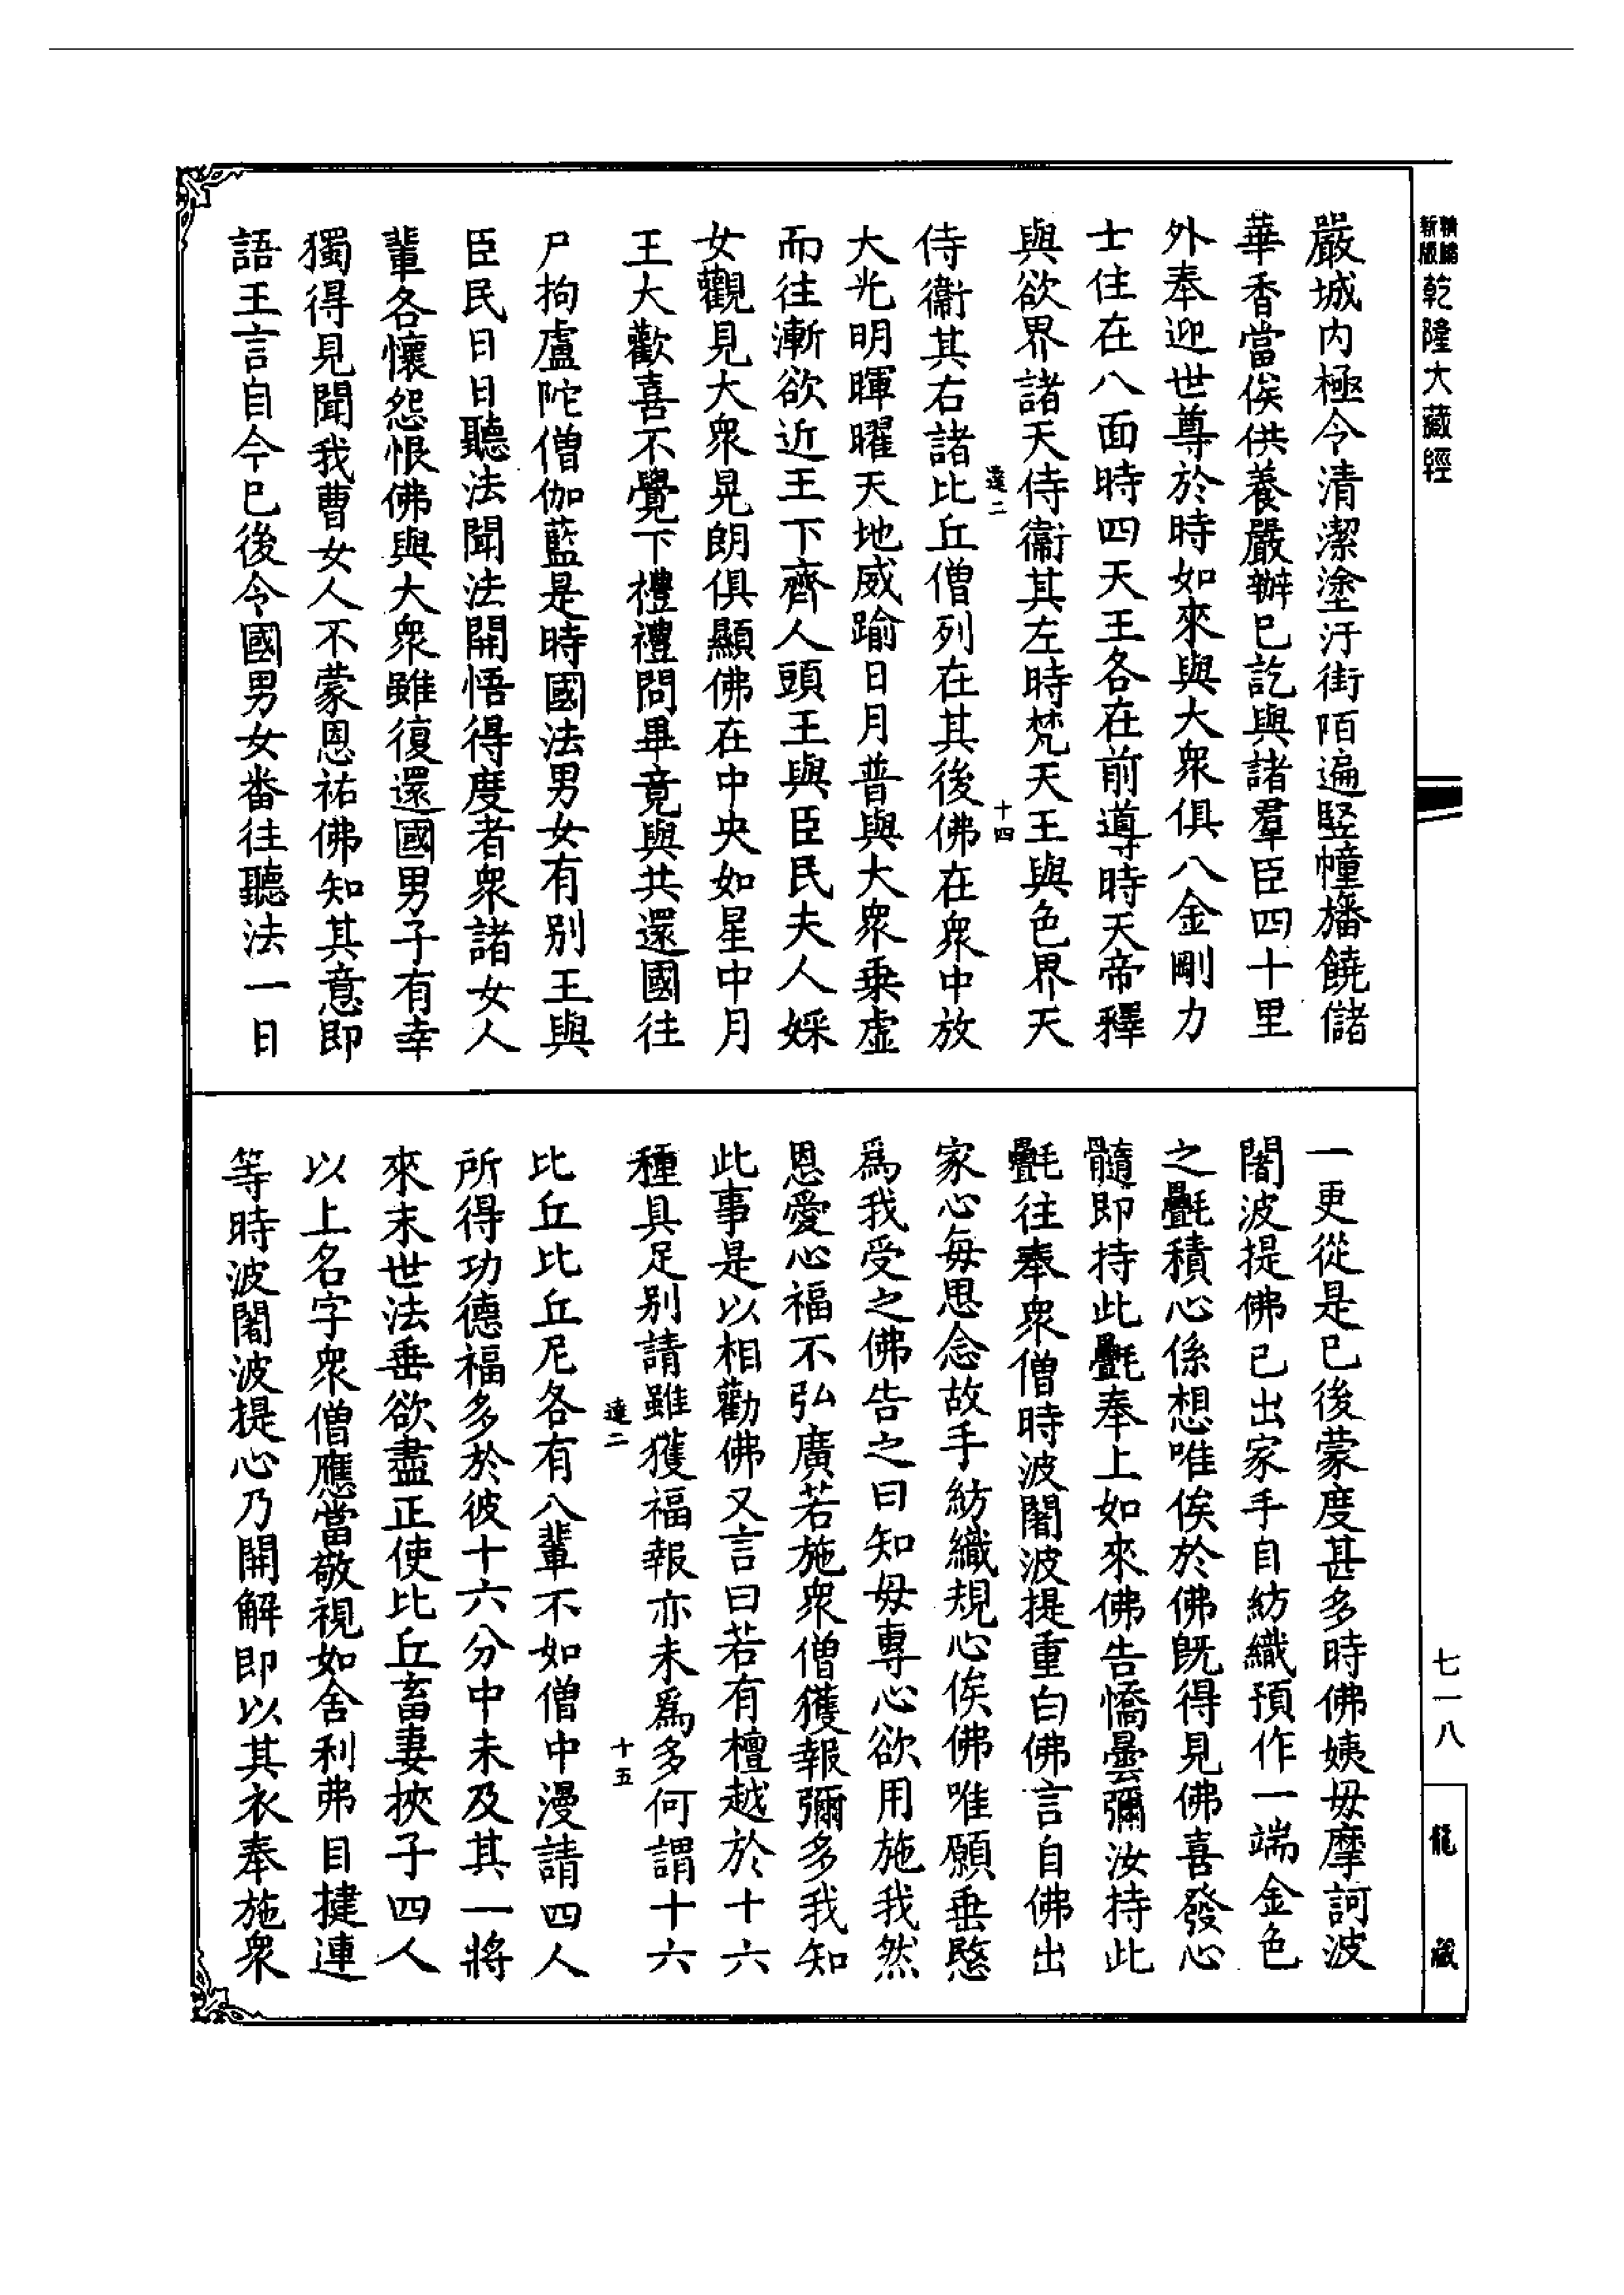 新版精編
乾隆大藏經
嚴城内極令清潔塗汙街陌遍竪幢旛饒儲
華香當俟供養嚴辦已訖與諸羣臣四十里
外奉迎世尊於時如來與大衆俱八金剛力
士住在八面時四天王各在前導時天帝釋
與欲界諸天侍衞其左時梵天王與色界天
達二
十四
侍衞其右諸比丘僧列在其後佛在衆中放
大光明暉曜天地威踰日月普與大衆乗虛
而往漸欲近王下齊人頭王與臣民夫人婇
女觀見大衆晃朗俱顯佛在中央如星中月
王大歡喜不覺下禮禮問畢竟與共還國往
尸拘盧陀僧伽藍是時國法男女有別王與
臣民日日聽法聞法開悟得度者衆諸女人
輩各懷怨恨佛與大衆雖復還國男子有幸
獨得見聞我曹女人不蒙恩祐佛知其意即
語王言自今已後令國男女番往聽法一日
一更從是已後蒙度甚多時佛姨母摩訶波
闍波提佛已出家手自紡織預作一端金色
之㲲積心係想唯俟於佛旣得見佛喜發心
髓即持此㲲奉上如來佛告憍曇彌汝持此
㲲往奉衆僧時波闍波提重白佛言自佛出
家心每思念故手紡織規心俟佛唯願垂愍
爲我受之佛告之曰知母專心欲用施我然
恩愛心福不弘廣若施衆僧獲報彌多我知
此事是以相勸佛又言曰若有檀越於十六
種具足別請雖獲福報亦未爲多何謂十六
達二
十五
比丘比丘尼各有八輩不如僧中漫請四人
所得功德福多於彼十六分中未及其一將
來末世法垂欲盡正使比丘畜妻挾子四人
以上名字衆僧應當敬視如舍利弗目揵連
等時波闍波提心乃開解即以其衣奉施衆
七一八
龍藏